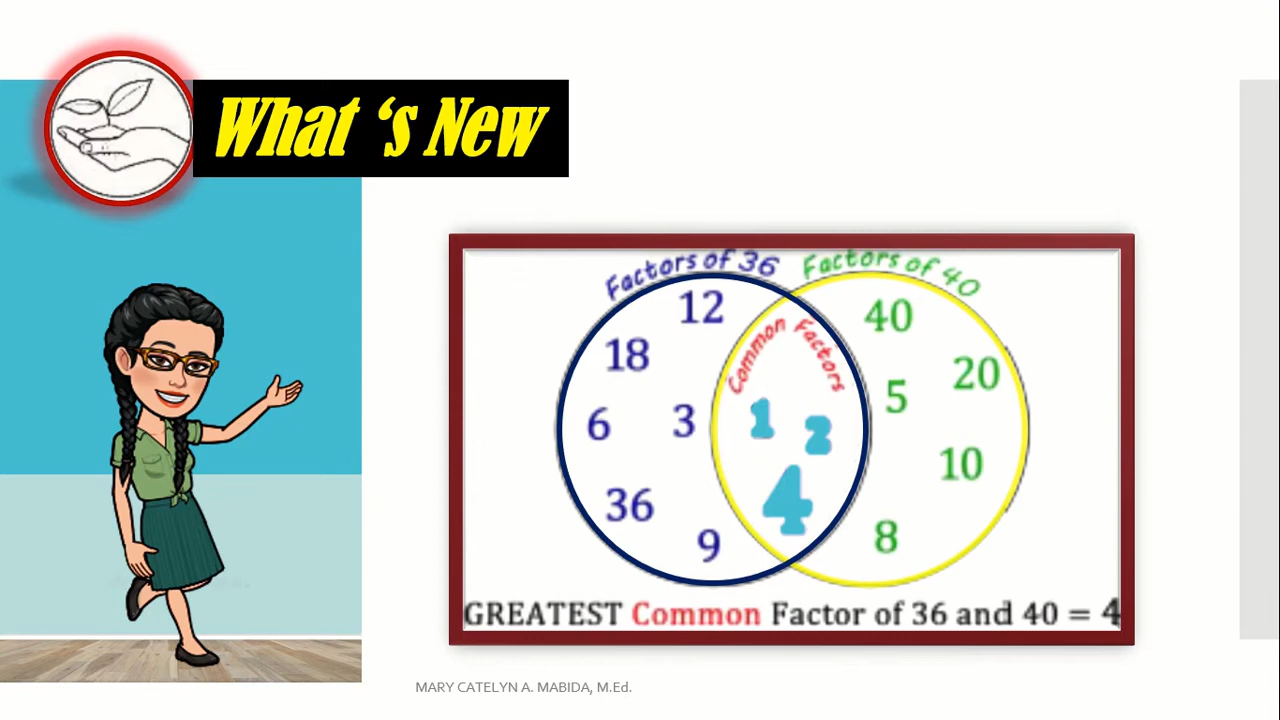 What ‘s New
Factors of 36
Factors of 40
12
40
Common Factors
18
20
5
6
3
1
2
10
36
4
9
8
GREATEST Common Factor of 36 and 40 = 4
MARY CATELYN A. MABIDA, M.Ed.